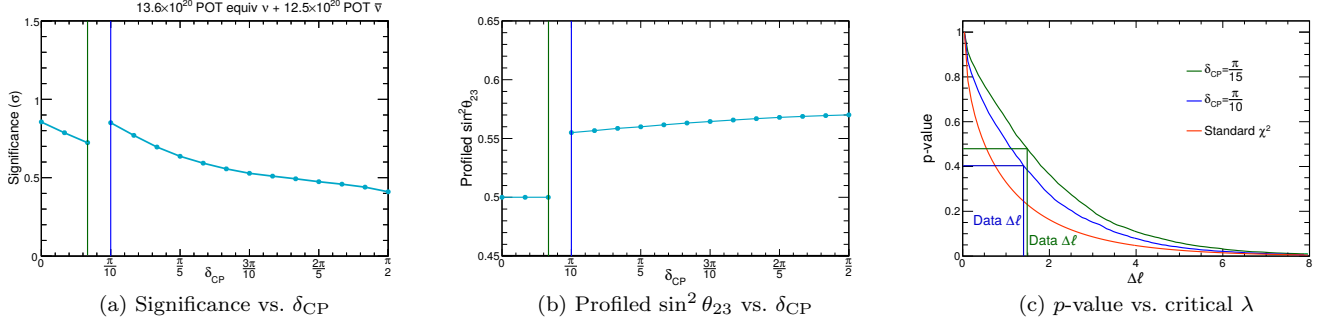 13.6×10²⁰ POT equiv ν + 12.5×10²⁰ POT ν̅
Significance (σ)
1.5
1
0.5
0
0
π/10
π/5
3π/10
2π/5
π/2
δCP
(a) Significance vs. δCP
Profiled sin²θ23
0.65
0.6
0.55
0.5
0.45
0
π/10
π/5
3π/10
2π/5
π/2
δCP
(b) Profiled sin² θ23 vs. δCP
p-value
1
0.8
0.6
0.4
0.2
0
δCP=π/15
δCP=π/10
Standard χ²
Data Δℓ
Data Δℓ
0
2
4
6
8
Δℓ
(c) p-value vs. critical λ